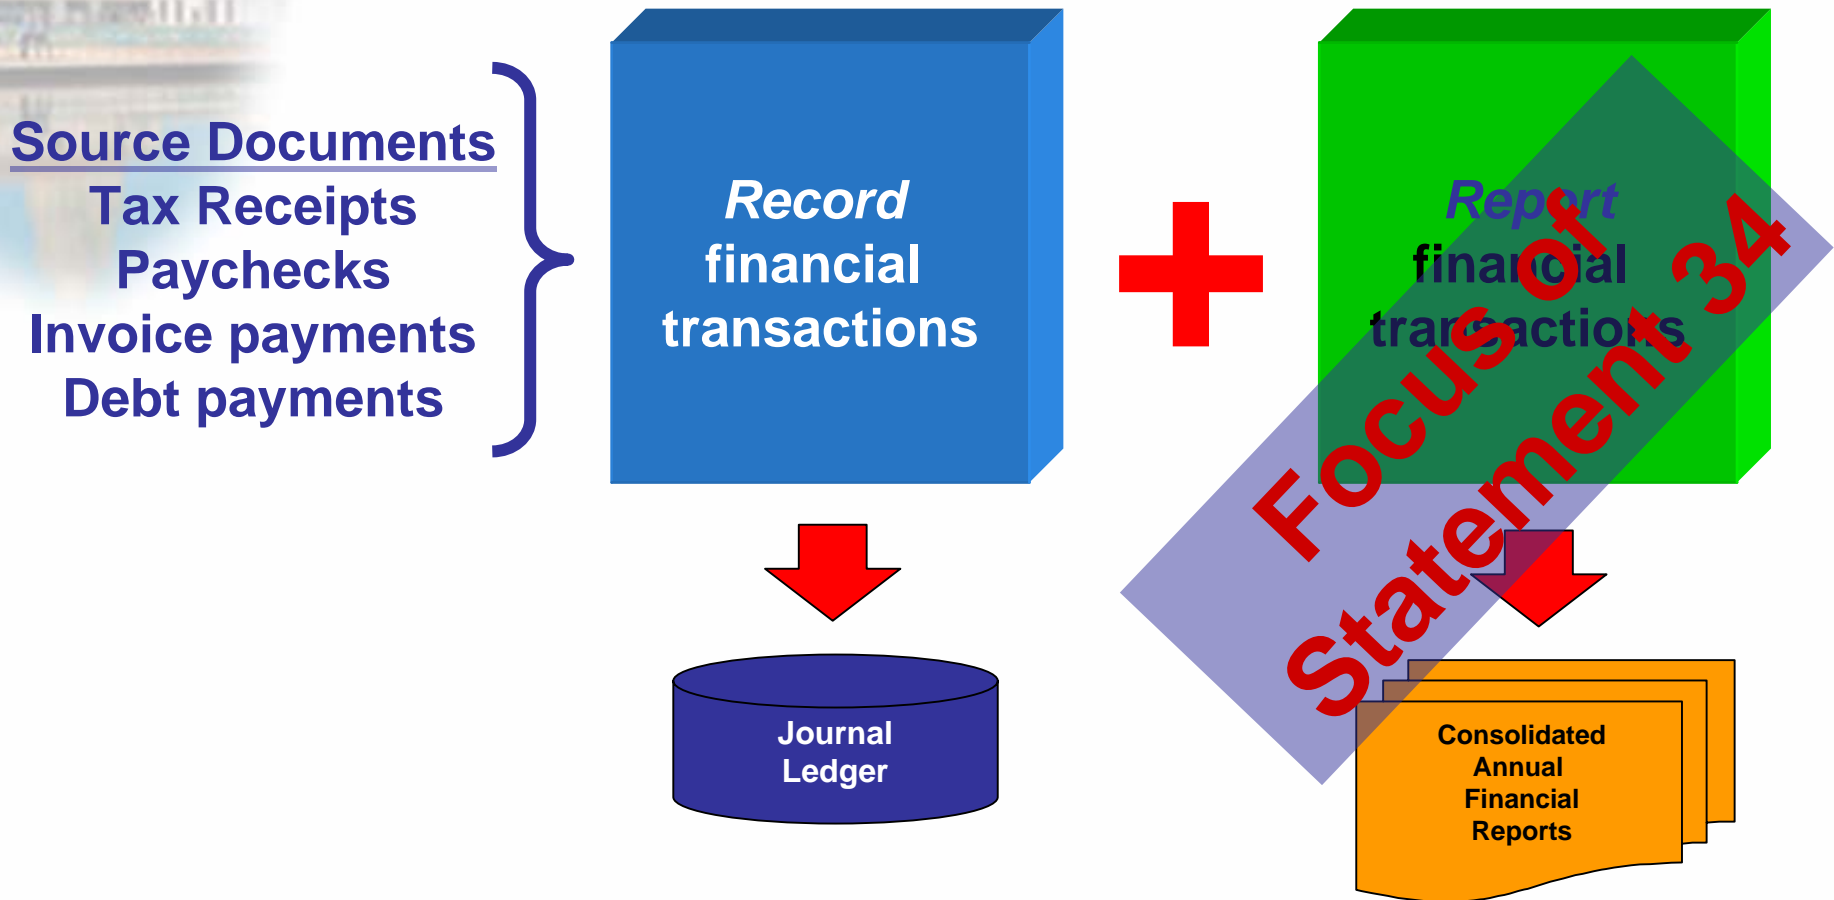 Source Documents
Tax Receipts
Paychecks
Invoice payments
Debt payments
Record
financial
transactions
Report
financial
transactions
Focus of
Statement 34
Journal
Ledger
Consolidated
Annual
Financial
Reports